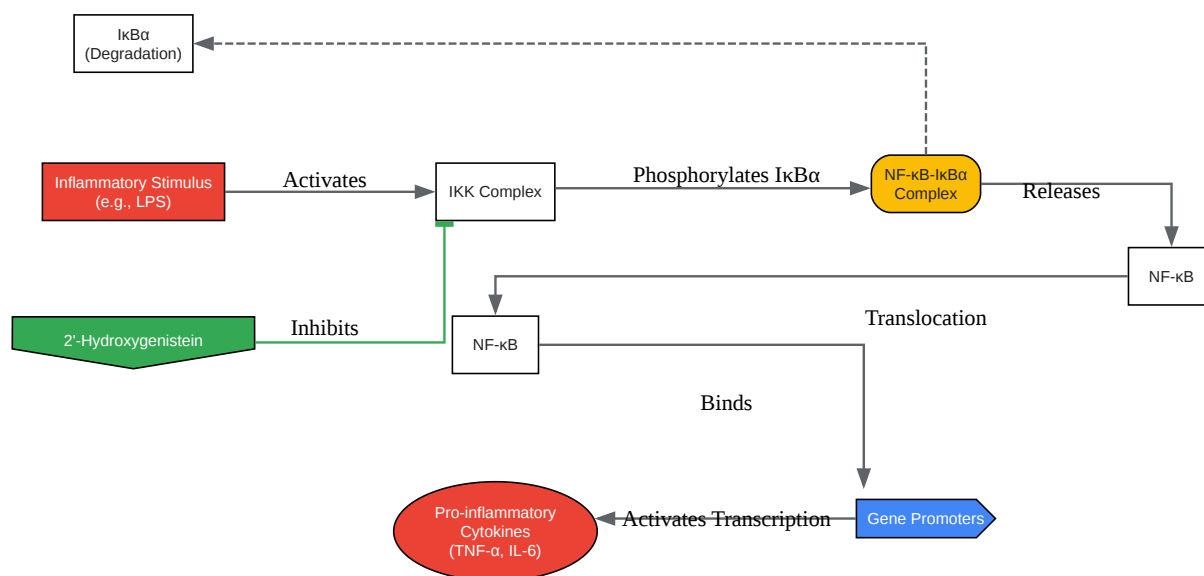 IκBα
(Degradation)
Inflammatory Stimulus
(e.g., LPS)
Activates
IKK Complex
Phosphorylates IκBα
NF-κB-IκBα
Complex
Releases
NF-κB
Translocation
2'-Hydroxygenistein
Inhibits
NF-κB
Binds
Gene Promoters
Activates Transcription
Pro-inflammatory
Cytokines
(TNF-α, IL-6)